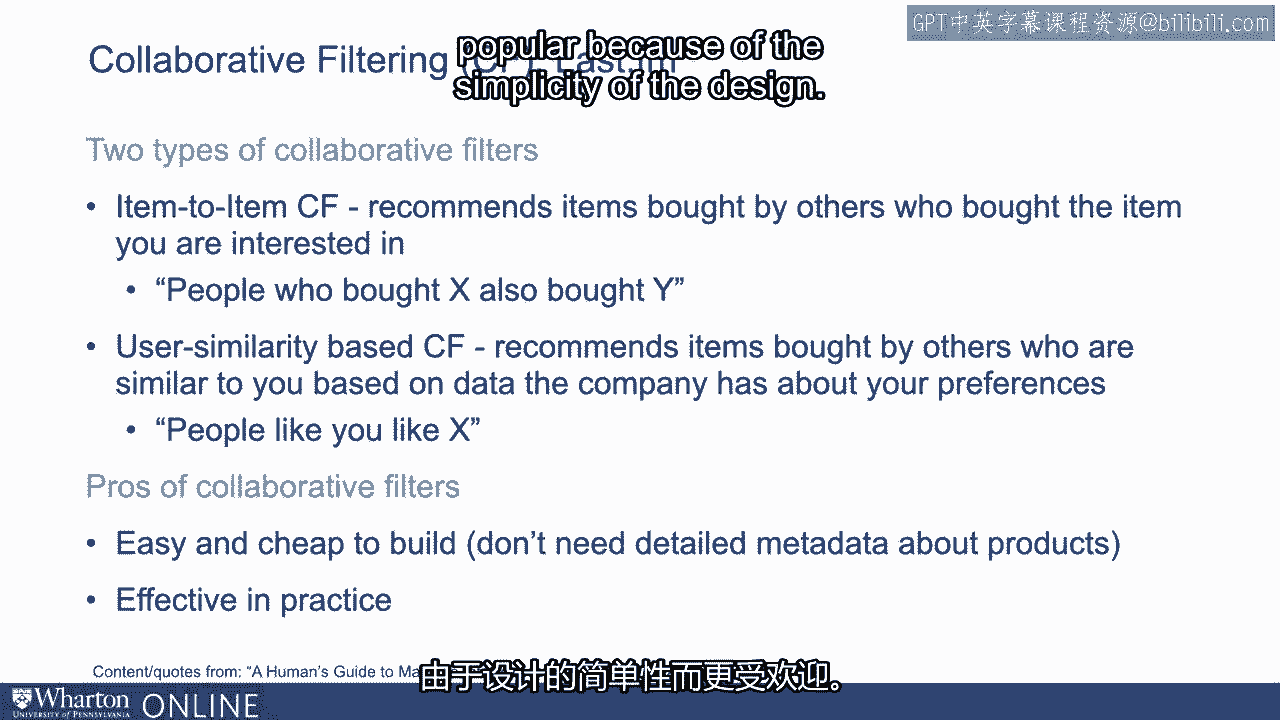 GPT中英字幕课程资源@bilibili.com
popular because of the
simplicity of the design.
Collaborative Filtering
Two types of collaborative filters
• Item-to-Item CF - recommends items bought by others who bought the item
you are interested in
• “People who bought X also bought Y”
• User-similarity based CF - recommends items bought by others who are
similar to you based on data the company has about your preferences
• “People like you like X”
Pros of collaborative filters
• Easy and cheap to build (don’t need detailed metadata about products)
• Effective in practice
Content/quotes from: “A Human’s Guide to
由于设计的简单性而更受欢迎。
Wharton
UNIVERSITY of PENNSYLVANIA
ONLINE